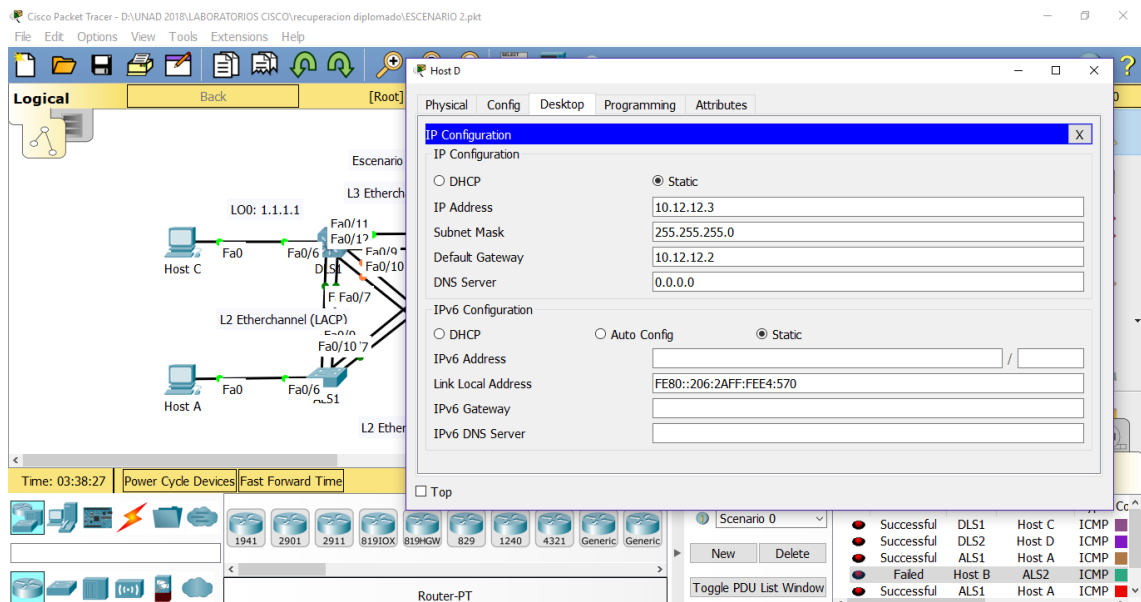 Cisco Packet Tracer - D:\UNAD 2018\LABORATORIOS CISCO\recuperacion diplomado\ESCENARIO 2.pkt
File Edit Options View Tools Extensions Help
Logical
Back
[Root]
Escenario
L3 Etherch
LO0: 1.1.1.1
Fa0/11
Fa0/12
Fa0/9
Fa0/10
Fa0
Fa0/6
Host C
DLS1
F Fa0/7
L2 Etherchannel (LACP)
Fa0/10
Fa0
Fa0/6
ALS1
Host A
L2 Ether
Time: 03:38:27
Power Cycle Devices
Fast Forward Time
Host D
Physical Config Desktop Programming Attributes
IP Configuration
X
IP Configuration
DHCP
Static
IP Address
10.12.12.3
Subnet Mask
255.255.255.0
Default Gateway
10.12.12.2
DNS Server
0.0.0.0
IPv6 Configuration
DHCP
Auto Config
Static
IPv6 Address
/
Link Local Address
FE80::206:2AFF:FEE4:570
IPv6 Gateway
IPv6 DNS Server
Top
1941 2901 2911 819IOX 819HGW 829 1240 4321 Generic Generic
Router-PT
Scenario 0
New
Delete
Toggle PDU List Window
Successful DLS1 Host C ICMP
Successful DLS2 Host D ICMP
Successful ALS1 Host A ICMP
Failed Host B ALS2 ICMP
Successful ALS1 Host A ICMP